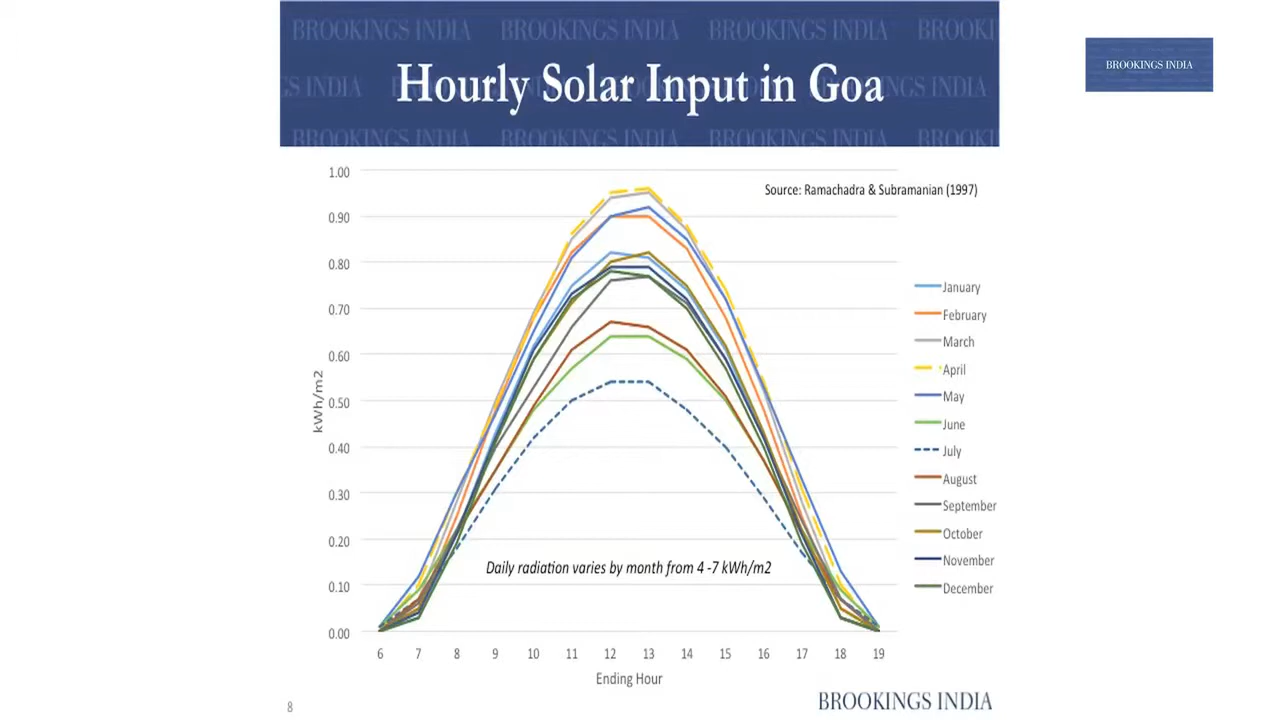 BROOKINGS INDIA BROOKINGS INDIA BROOKINGS INDIA BROOKI
Hourly Solar Input in Goa
BROOKINGS INDIA BROOKINGS INDIA BROOKINGS INDIA BROOKI
BROOKINGS INDIA
Source: Ramachadra & Subramanian (1997)
1.00
0.90
0.80
0.70
0.60
0.50
0.40
0.30
0.20
0.10
0.00
kWh/m2
Daily radiation varies by month from 4 -7 kWh/m2
6 7 8 9 10 11 12 13 14 15 16 17 18 19
Ending Hour
January
February
March
April
May
June
July
August
September
October
November
December
8
BROOKINGS INDIA